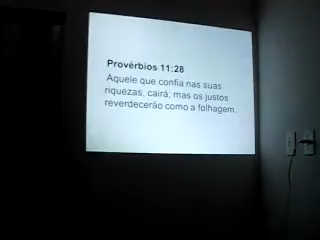 Provérbios 11:28
Aquele que confia nas suas
riquezas, cairá; mas os justos
reverdecerão como a folhagem.